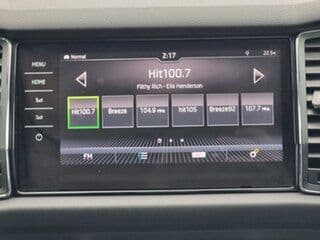 MENU
HOME
Normal
2:17
22.5°
Hit100.7
Filthy Rich - Ella Henderson
Hit100.7
Breeze
104.9 MHz
hit105
Breeze92
107.7 MHz
FM